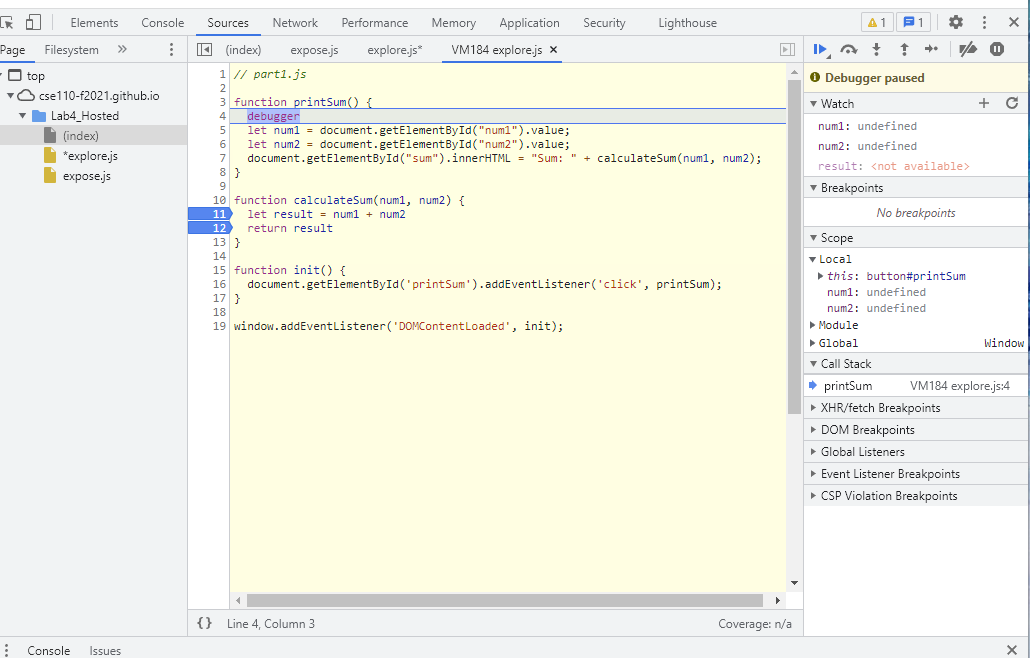 Elements Console Sources Network Performance Memory Application Security Lighthouse 1 1
Page Filesystem » (index) expose.js explore.js* VM184 explore.js ×
top
cse110-f2021.github.io
Lab4_Hosted
(index)
*explore.js
expose.js
1 // part1.js
2
3 function printSum() {
4 debugger
5 let num1 = document.getElementById("num1").value;
6 let num2 = document.getElementById("num2").value;
7 document.getElementById("sum").innerHTML = "Sum: " + calculateSum(num1, num2);
8 }
9
10 function calculateSum(num1, num2) {
11 let result = num1 + num2
12 return result
13 }
14
15 function init() {
16 document.getElementById('printSum').addEventListener('click', printSum);
17 }
18
19 window.addEventListener('DOMContentLoaded', init);
{} Line 4, Column 3 Coverage: n/a
Debugger paused
Watch
num1: undefined
num2: undefined
result: <not available>
Breakpoints
No breakpoints
Scope
Local
this: button#printSum
num1: undefined
num2: undefined
Module
Global Window
Call Stack
printSum VM184 explore.js:4
XHR/fetch Breakpoints
DOM Breakpoints
Global Listeners
Event Listener Breakpoints
CSP Violation Breakpoints
Console Issues